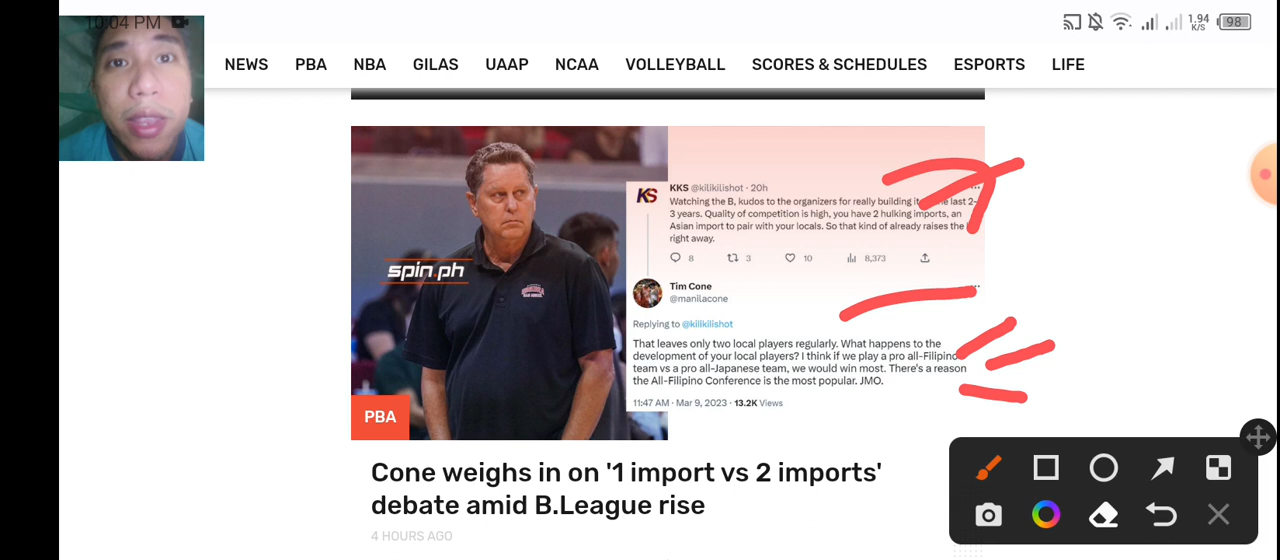 10:04 PM
1.94
K/S
98
NEWS PBA NBA GILAS UAAP NCAA VOLLEYBALL SCORES & SCHEDULES ESPORTS LIFE
KS
KKS @kilikilishot · 20h
Watching the B, kudos to the organizers for really building it last 2-
3 years. Quality of competition is high, you have 2 hulking imports, an
Asian import to pair with your locals. So that kind of already raises the
right away.
8 3 10 8,373
spin.ph
Tim Cone
@manilacone
Replying to @kilikilishot
That leaves only two local players regularly. What happens to the
development of your local players? I think if we play a pro all-Filipino
team vs a pro all-Japanese team, we would win most. There's a reason
the All-Filipino Conference is the most popular. JMO.
11:47 AM · Mar 9, 2023 · 13.2K Views
PBA
Cone weighs in on '1 import vs 2 imports'
debate amid B.League rise
4 HOURS AGO